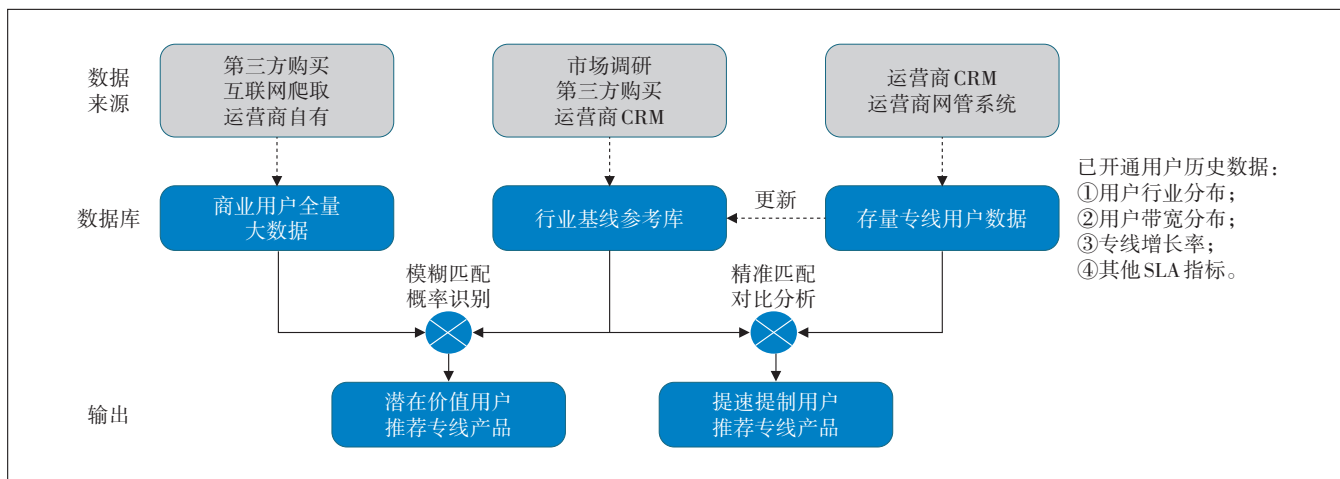 数据
来源
第三方购买
互联网爬取
运营商自有
市场调研
第三方购买
运营商CRM
运营商CRM
运营商网管系统
数据库
商业用户全量
大数据
行业基线参考库
更新
存量专线用户数据
已开通用户历史数据：
①用户行业分布；
②用户带宽分布；
③专线增长率；
④其他SLA指标。
模糊匹配
概率识别
精准匹配
对比分析
输出
潜在价值用户
推荐专线产品
提速提制用户
推荐专线产品